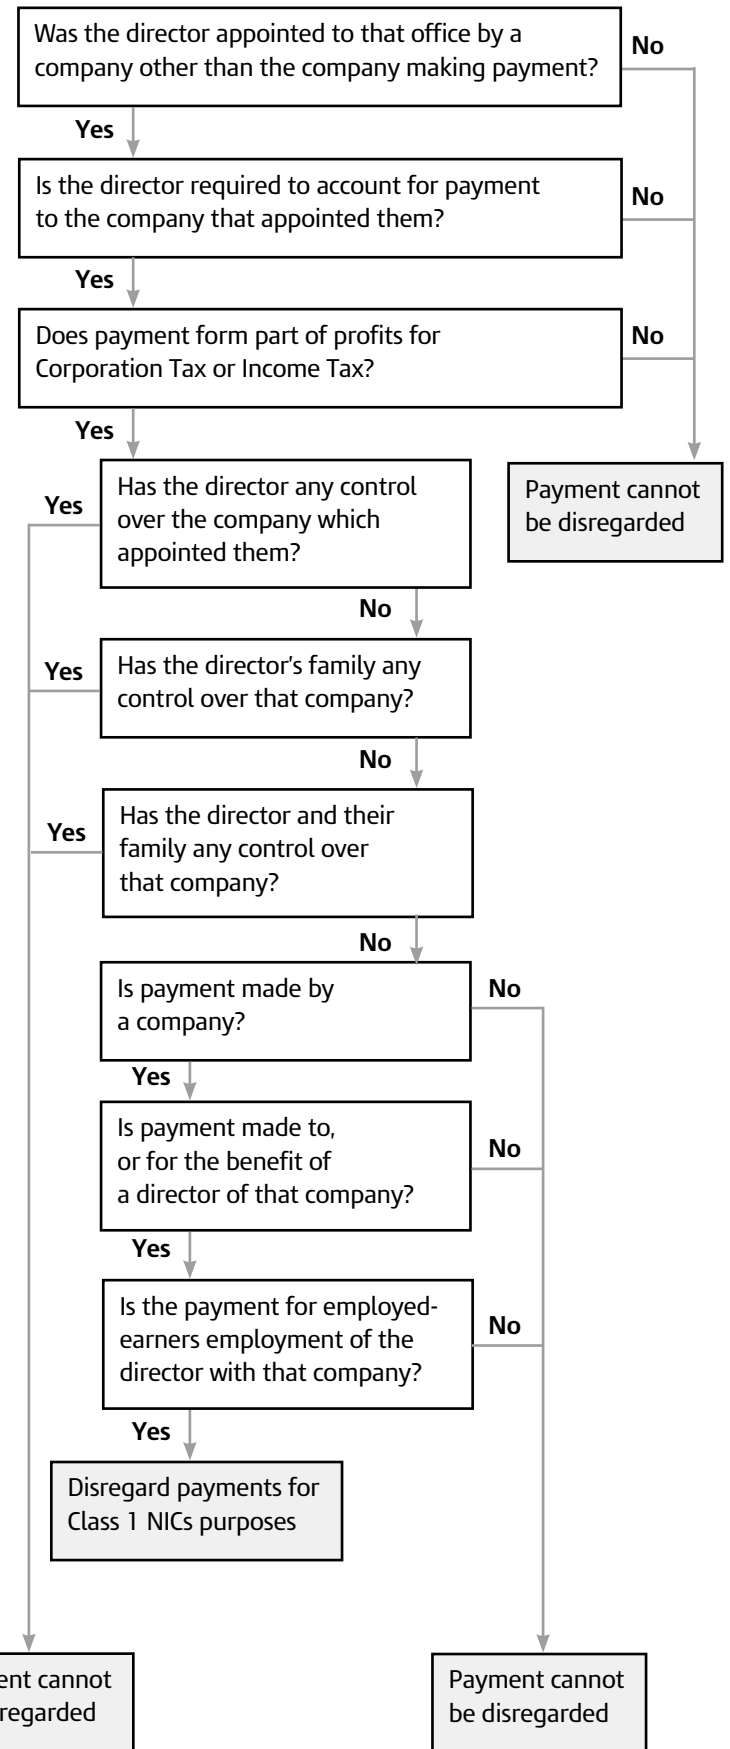 Was the director appointed to that office by a
company other than the company making payment?
No
Yes
Is the director required to account for payment
to the company that appointed them?
No
Yes
Does payment form part of profits for
Corporation Tax or Income Tax?
No
Yes
Payment cannot
be disregarded
Has the director any control
over the company which
appointed them?
Yes
No
Has the director's family any
control over that company?
Yes
No
Has the director and their
family any control over
that company?
Yes
No
Is payment made by
a company?
No
Yes
Is payment made to,
or for the benefit of
a director of that company?
No
Yes
Is the payment for employed-
earners employment of the
director with that company?
No
Yes
Disregard payments for
Class 1 NICs purposes
cannot
Payment cannot
be disregarded